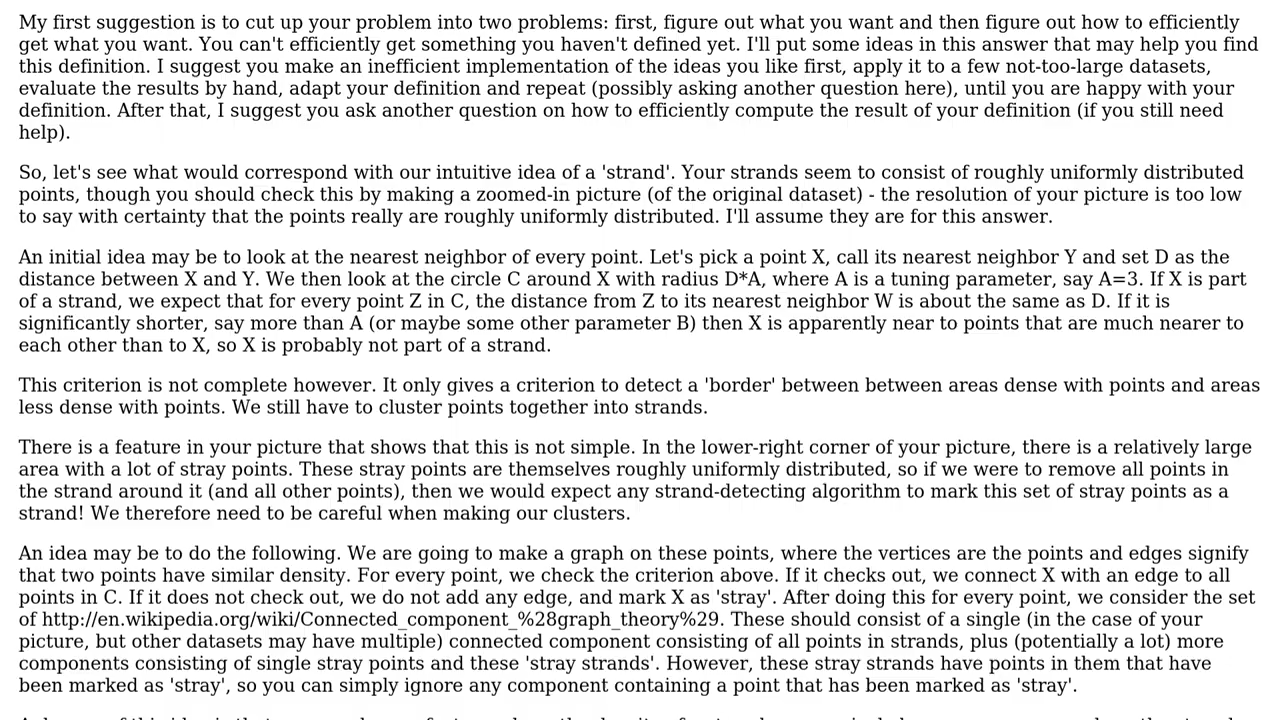 My first suggestion is to cut up your problem into two problems: first, figure out what you want and then figure out how to efficiently
get what you want. You can't efficiently get something you haven't defined yet. I'll put some ideas in this answer that may help you find
this definition. I suggest you make an inefficient implementation of the ideas you like first, apply it to a few not-too-large datasets,
evaluate the results by hand, adapt your definition and repeat (possibly asking another question here), until you are happy with your
definition. After that, I suggest you ask another question on how to efficiently compute the result of your definition (if you still need
help).
So, let's see what would correspond with our intuitive idea of a 'strand'. Your strands seem to consist of roughly uniformly distributed
points, though you should check this by making a zoomed-in picture (of the original dataset) - the resolution of your picture is too low
to say with certainty that the points really are roughly uniformly distributed. I'll assume they are for this answer.
An initial idea may be to look at the nearest neighbor of every point. Let's pick a point X, call its nearest neighbor Y and set D as the
distance between X and Y. We then look at the circle C around X with radius D*A, where A is a tuning parameter, say A=3. If X is part
of a strand, we expect that for every point Z in C, the distance from Z to its nearest neighbor W is about the same as D. If it is
significantly shorter, say more than A (or maybe some other parameter B) then X is apparently near to points that are much nearer to
each other than to X, so X is probably not part of a strand.
This criterion is not complete however. It only gives a criterion to detect a 'border' between between areas dense with points and areas
less dense with points. We still have to cluster points together into strands.
There is a feature in your picture that shows that this is not simple. In the lower-right corner of your picture, there is a relatively large
area with a lot of stray points. These stray points are themselves roughly uniformly distributed, so if we were to remove all points in
the strand around it (and all other points), then we would expect any strand-detecting algorithm to mark this set of stray points as a
strand! We therefore need to be careful when making our clusters.
An idea may be to do the following. We are going to make a graph on these points, where the vertices are the points and edges signify
that two points have similar density. For every point, we check the criterion above. If it checks out, we connect X with an edge to all
points in C. If it does not check out, we do not add any edge, and mark X as 'stray'. After doing this for every point, we consider the set
of http://en.wikipedia.org/wiki/Connected_component_%28graph_theory%29. These should consist of a single (in the case of your
picture, but other datasets may have multiple) connected component consisting of all points in strands, plus (potentially a lot) more
components consisting of single stray points and these 'stray strands'. However, these stray strands have points in them that have
been marked as 'stray', so you can simply ignore any component containing a point that has been marked as 'stray'.